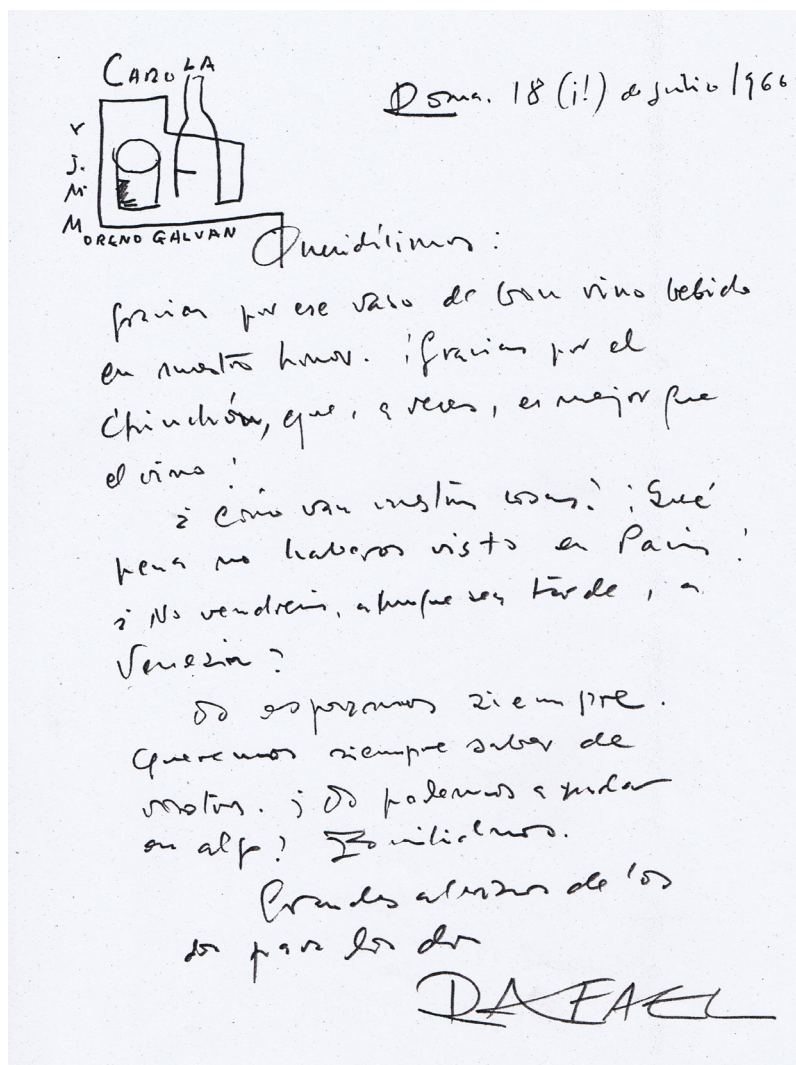 CAROLA
Y
J.
M.
MORENO GALVAN
Roma. 18 (¡!) de julio 1966
Queridísimos:
Gracias por ese vaso de bon vino bebido
en nuestro honor. ¡Gracias por el
Chinchón, que, a veces, es mejor que
el vino!
¿Cómo van vuestras cosas? ¡Qué
pena no haberos visto en París!
¿No vendréis, aunque sea tarde, a
Venezia?
Os esperamos siempre.
Queremos siempre saber de
vosotros. ¿Os podemos ayudar
en algo?
Grandes abrazos de los
dos para los dos
RAFAEL